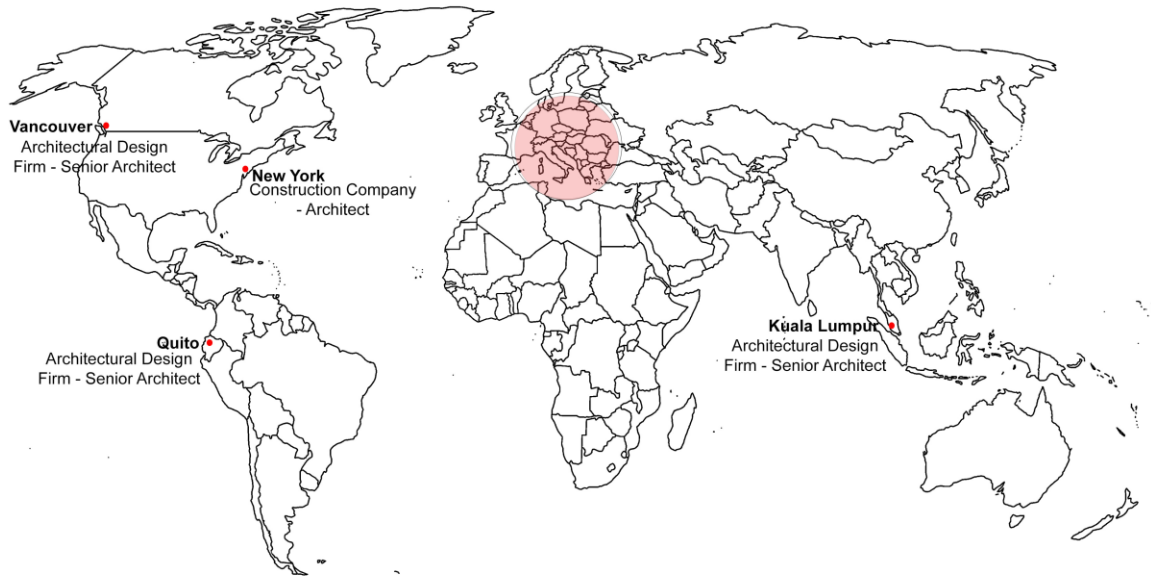 Vancouver
Architectural Design
Firm - Senior Architect
New York
Construction Company
- Architect
Quito
Architectural Design
Firm - Senior Architect
Kuala Lumpur
Architectural Design
Firm - Senior Architect